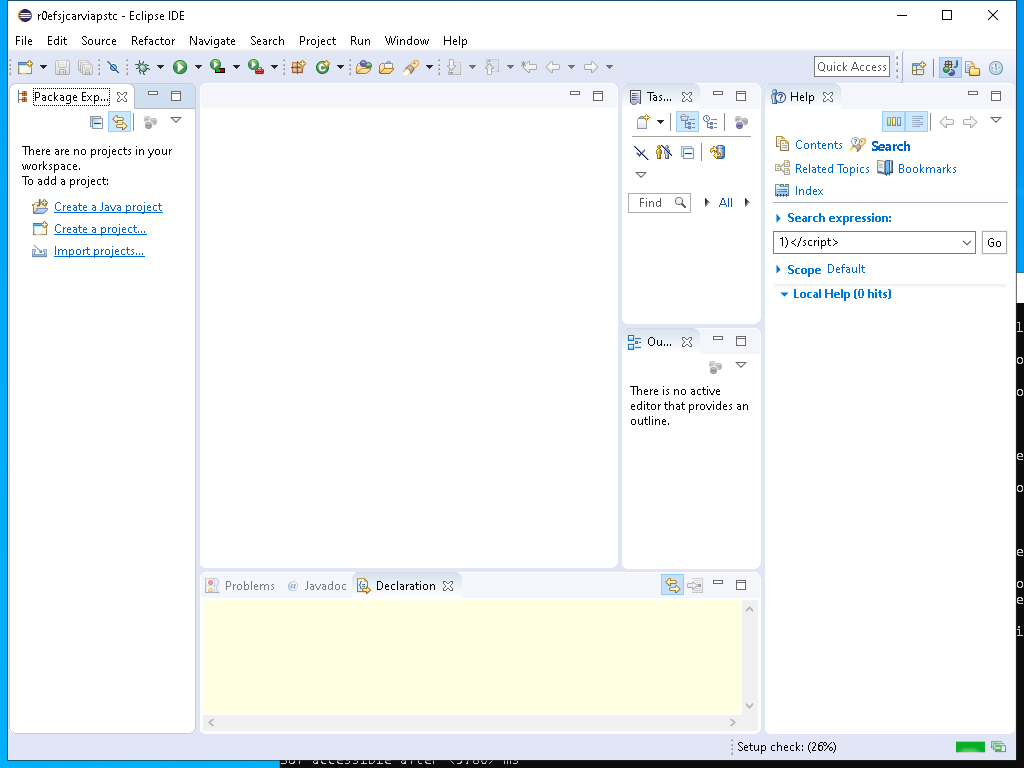 r0efsjcarviapstc - Eclipse IDE
File Edit Source Refactor Navigate Search Project Run Window Help
Quick Access
Package Exp...
There are no projects in your
workspace.
To add a project:
Create a Java project
Create a project...
Import projects...
Tas...
Find
All
Ou...
There is no active
editor that provides an
outline.
Help
Contents Search
Related Topics Bookmarks
Index
Search expression:
1)</script>
Go
Scope Default
Local Help (0 hits)
Problems @ Javadoc Declaration
Setup check: (26%)